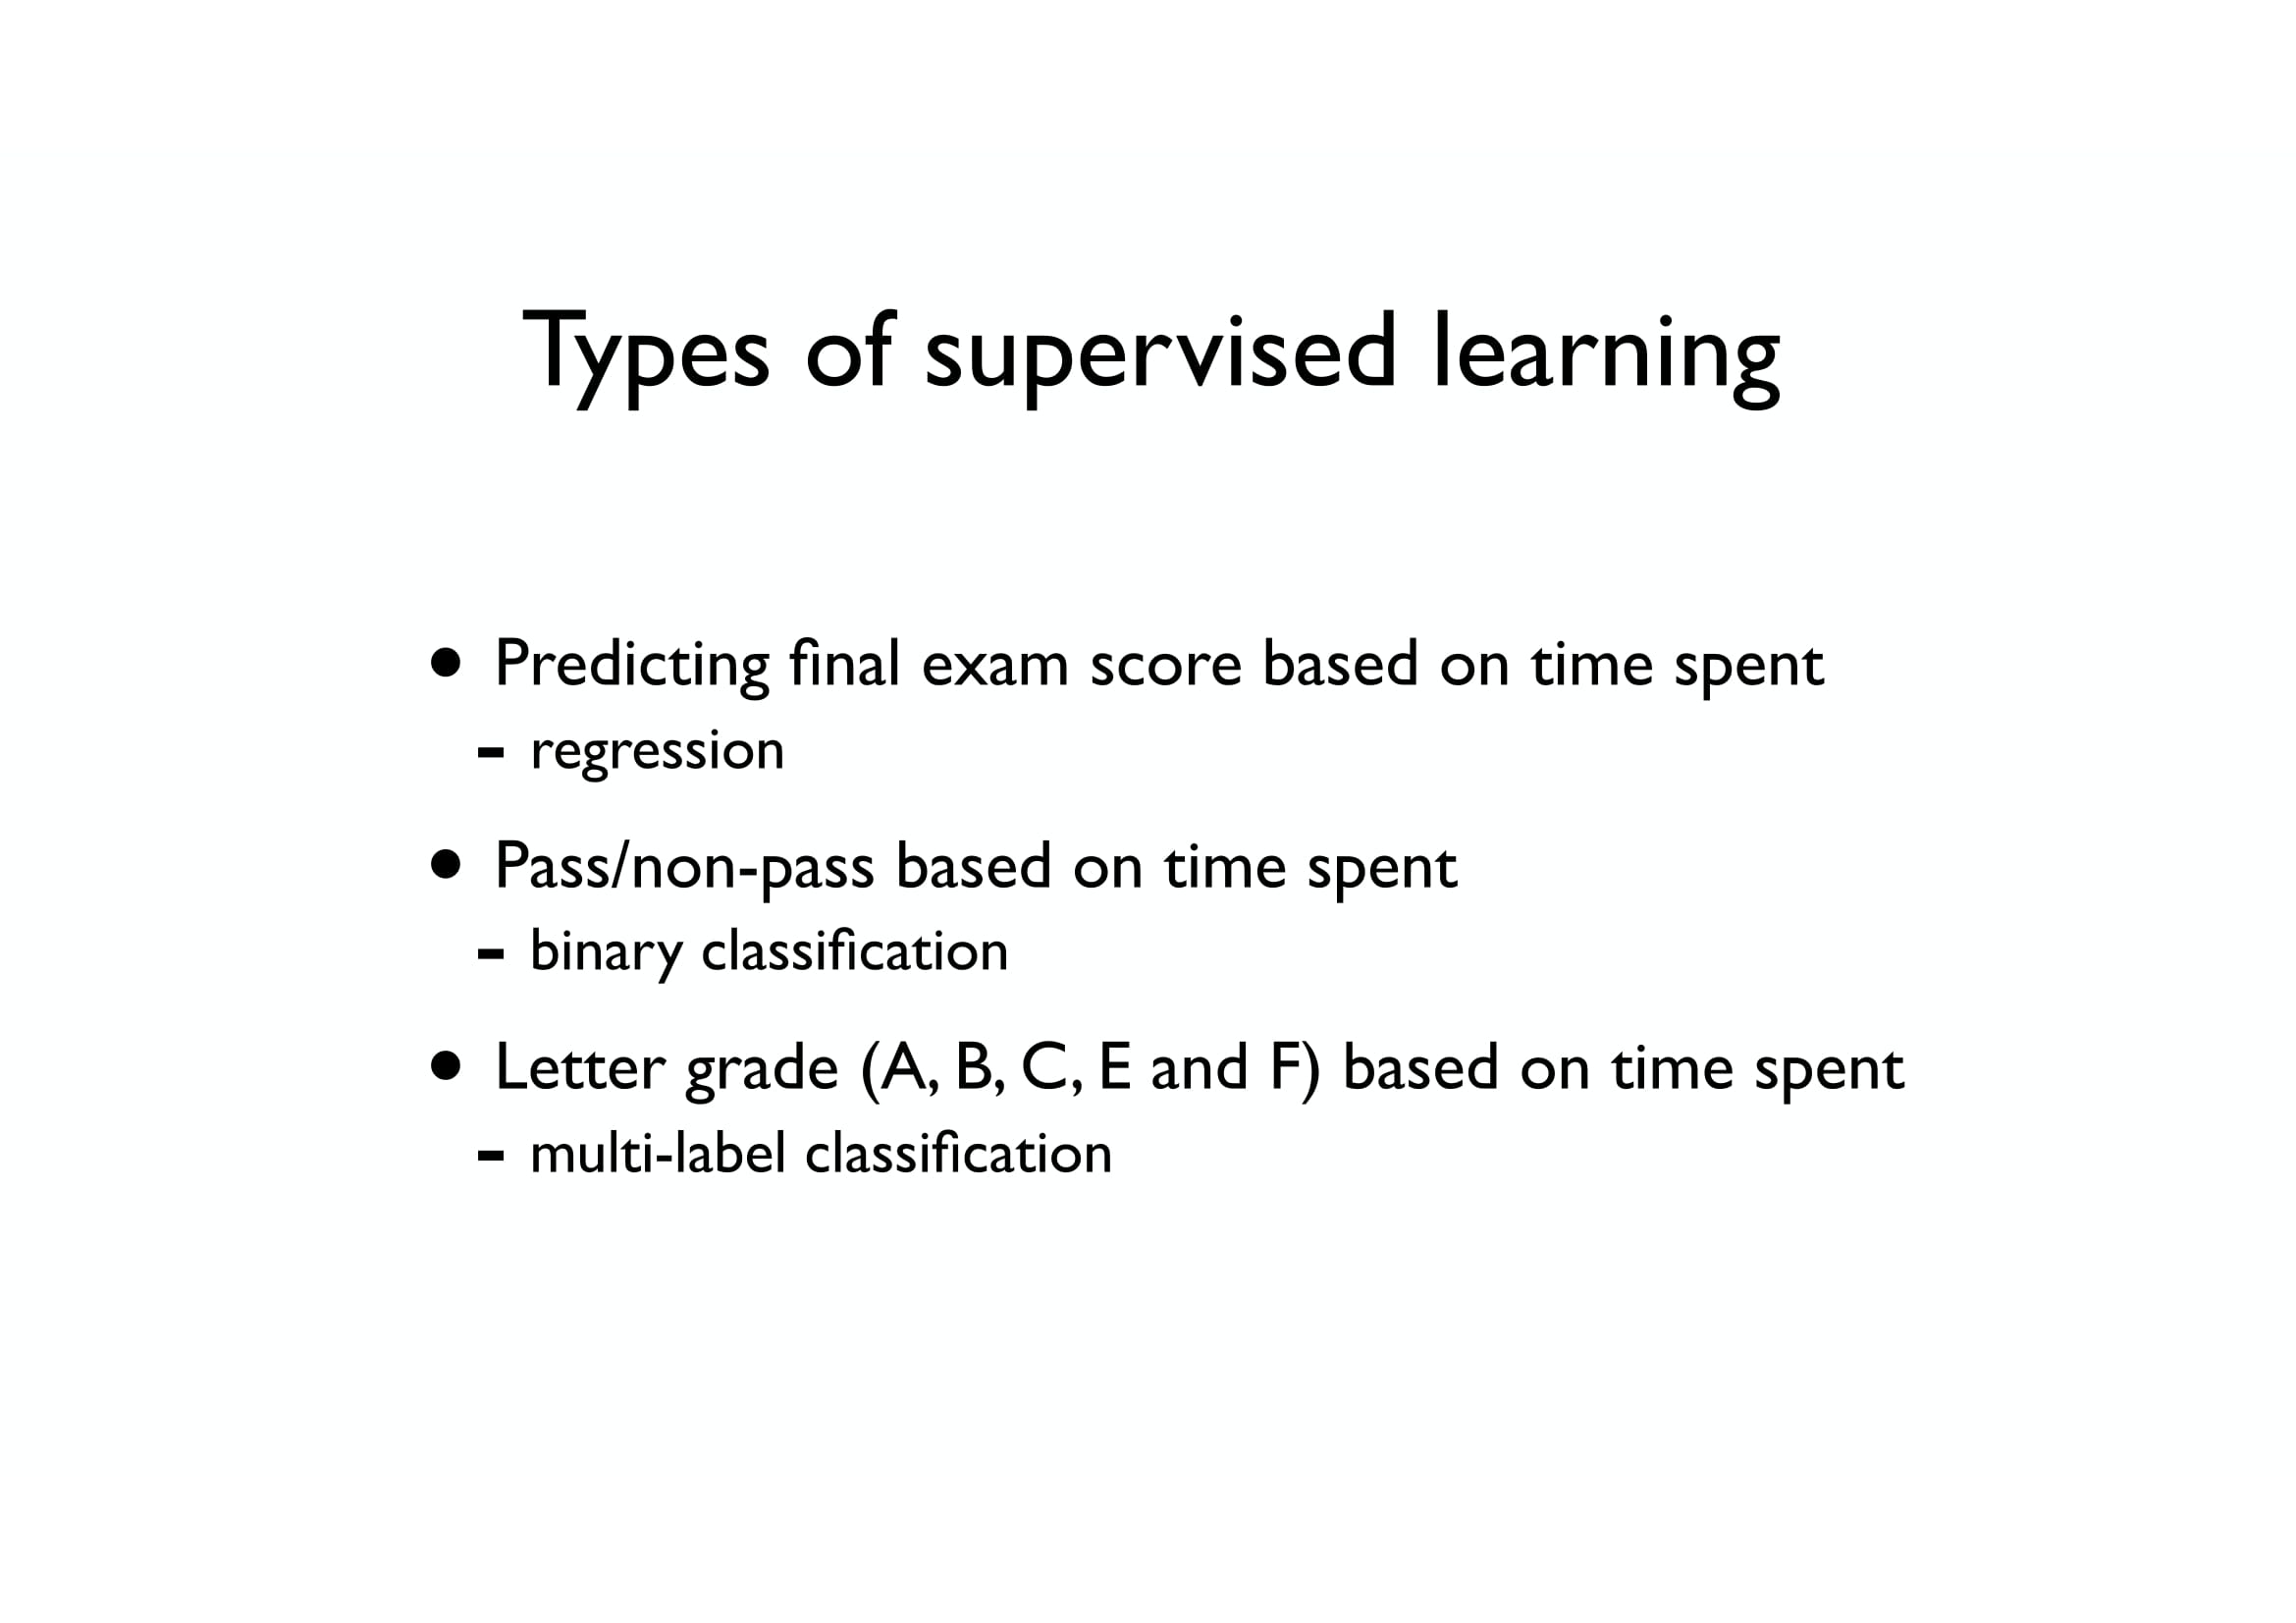 Types of supervised learning
• Predicting final exam score based on time spent
- regression
• Pass/non-pass based on time spent
- binary classification
• Letter grade (A, B, C, E and F) based on time spent
- multi-label classification